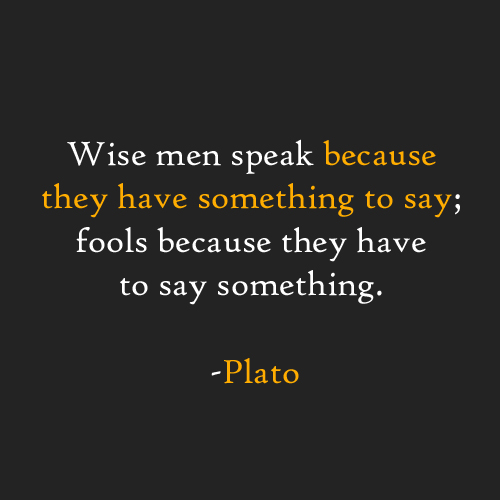 Wise men speak because
they have something to say;
fools because they have
to say something.
-Plato